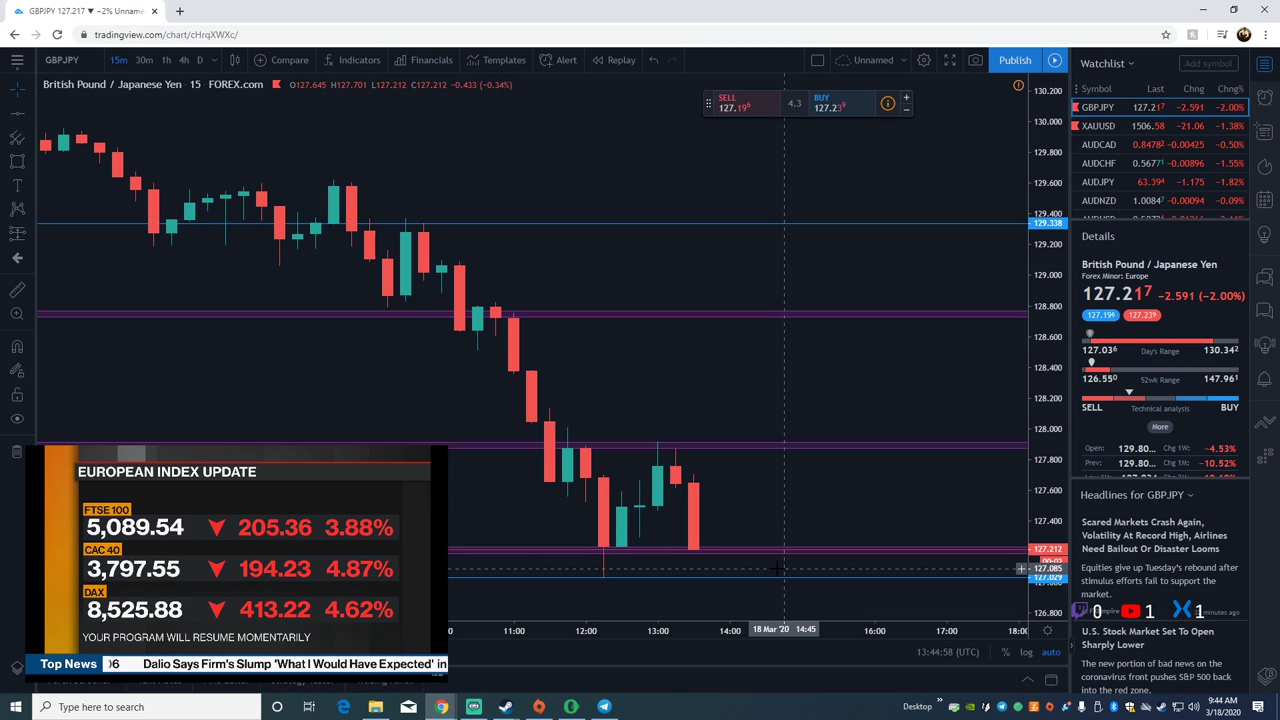 GBPJPY 127.217 ▼ −2% Unname
tradingview.com/chart/cHrqXWXc/
GBPJPY 15m 30m 1h 4h D Compare Indicators Financials Templates Alert Replay Unnamed Publish
British Pound / Japanese Yen · 15 FOREX.com O127.645 H127.701 L127.212 C127.212 −0.433 (−0.34%)
SELL 4.3 BUY
127.196 127.239
130.200
130.000
129.800
129.600
129.400
129.338
129.200
129.000
128.800
128.600
128.400
128.200
128.000
127.800
127.600
127.400
127.212
00:02
127.085
127.029
126.800
11:00 12:00 13:00 14:00 18 Mar '20 14:45 16:00 17:00 18:00
13:44:58 (UTC) % log auto
Watchlist Add symbol
Symbol Last Chng Chng%
GBPJPY 127.217 −2.591 −2.00%
XAUUSD 1506.58 −21.06 −1.38%
AUDCAD 0.84782 −0.00425 −0.50%
AUDCHF 0.56771 −0.00896 −1.55%
AUDJPY 63.394 −1.175 −1.82%
AUDNZD 1.00847 −0.00094 −0.09%
Details
British Pound / Japanese Yen
Forex Minor: Europe
127.217 −2.591 (−2.00%)
127.196 127.239
127.036 Day's Range 130.342
126.550 52wk Range 147.961
SELL Technical analysis BUY
More
Open: 129.80... Chg 1W: −4.53%
Prev: 129.80... Chg 1M: −10.52%
Headlines for GBPJPY
Scared Markets Crash Again,
Volatility At Record High, Airlines
Need Bailout Or Disaster Looms
Equities give up Tuesday's rebound after
stimulus efforts fail to support the
market.
0 1 1
minutes ago
U.S. Stock Market Set To Open
Sharply Lower
The new portion of bad news on the
coronavirus front pushes S&P 500 back
into the red zone.
EUROPEAN INDEX UPDATE
FTSE 100
5,089.54 ▼ 205.36 3.88%
CAC 40
3,797.55 ▼ 194.23 4.87%
DAX
8,525.88 ▼ 413.22 4.62%
YOUR PROGRAM WILL RESUME MOMENTARILY
Top News 06 Dalio Says Firm's Slump 'What I Would Have Expected' in
Type here to search
Desktop
9:44 AM
3/18/2020